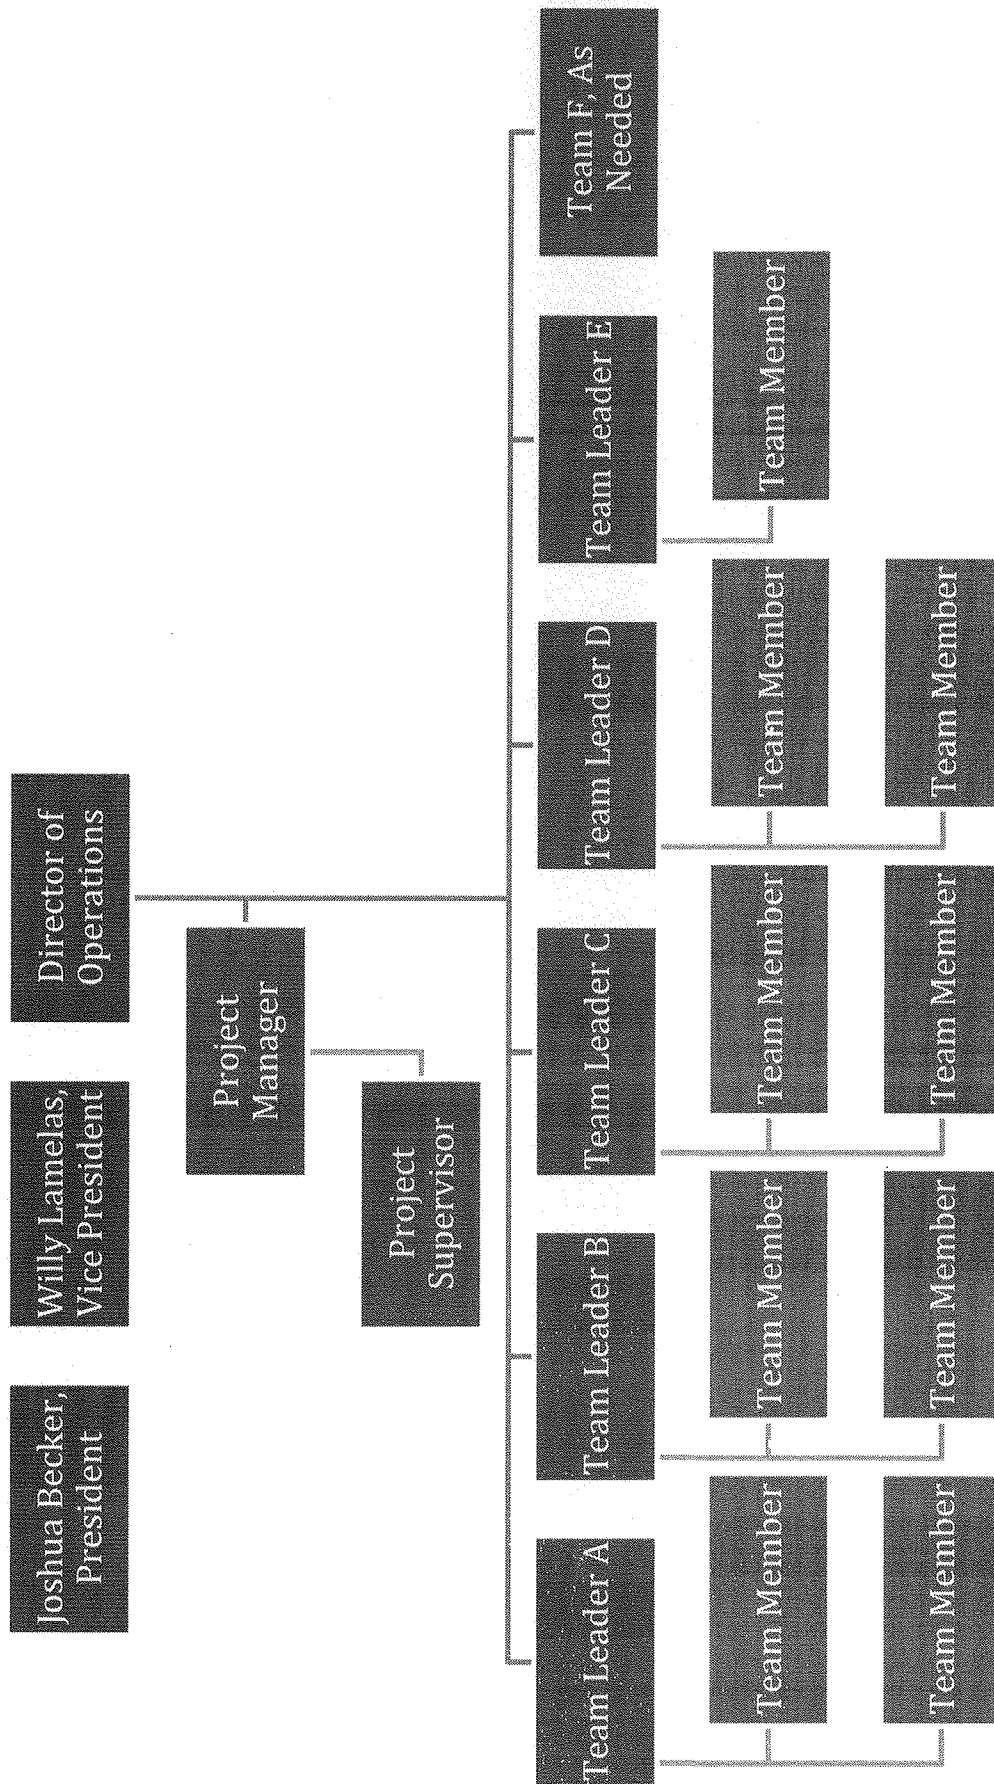 Joshua Becker,
President
Willy Lamelas,
Vice President
Director of
Operations
Project
Manager
Project
Supervisor
Team Leader A
Team Leader B
Team Leader C
Team Leader D
Team Leader E
Team F, As
Needed
Team Member
Team Member
Team Member
Team Member
Team Member
Team Member
Team Member
Team Member
Team Member